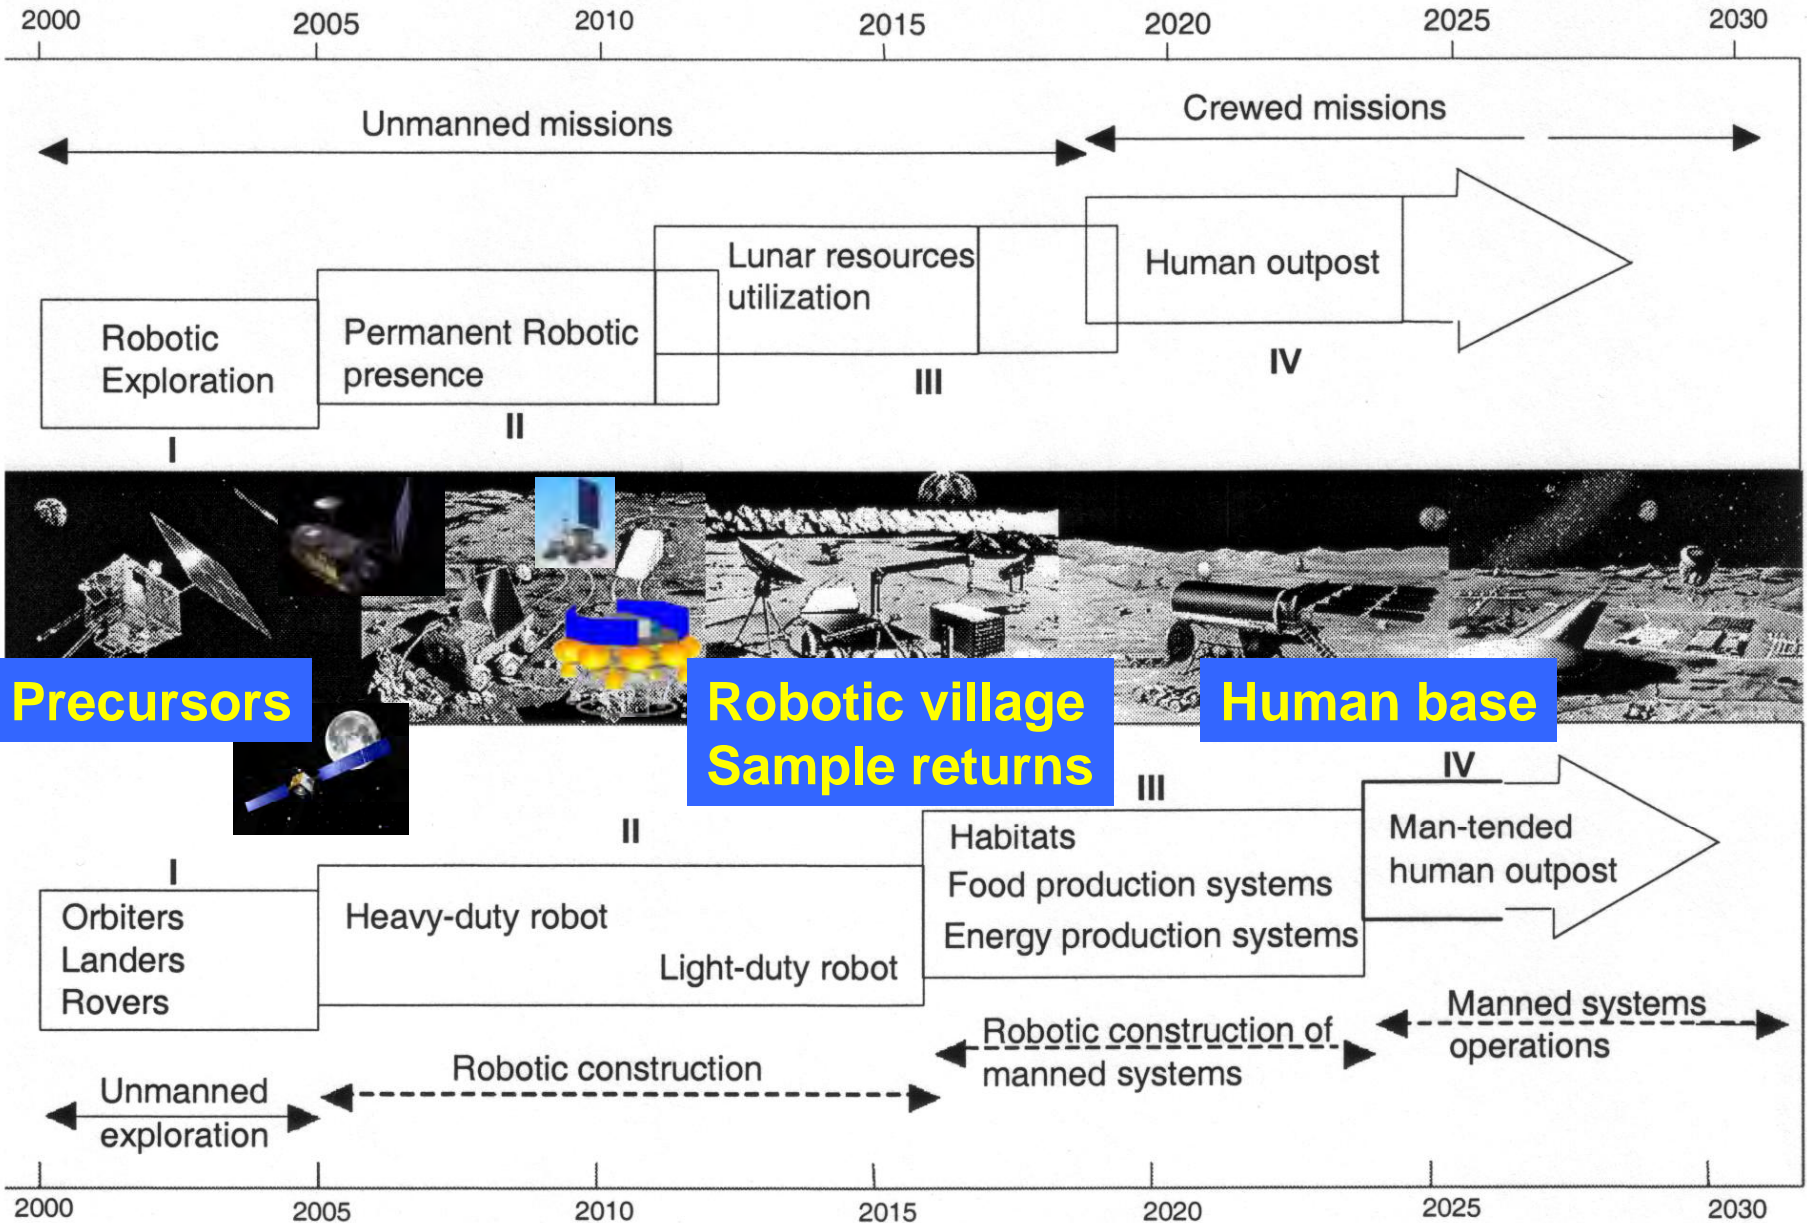 2000 2005 2010 2015 2020 2025 2030
Unmanned missions
Crewed missions
Robotic
Exploration
I
Permanent Robotic
presence
II
Lunar resources
utilization
III
Human outpost
IV
Precursors
Robotic village
Sample returns
Human base
I
Orbiters
Landers
Rovers
II
Heavy-duty robot
Light-duty robot
III
Habitats
Food production systems
Energy production systems
IV
Man-tended
human outpost
Unmanned
exploration
Robotic construction
Robotic construction of
manned systems
Manned systems
operations
2000 2005 2010 2015 2020 2025 2030